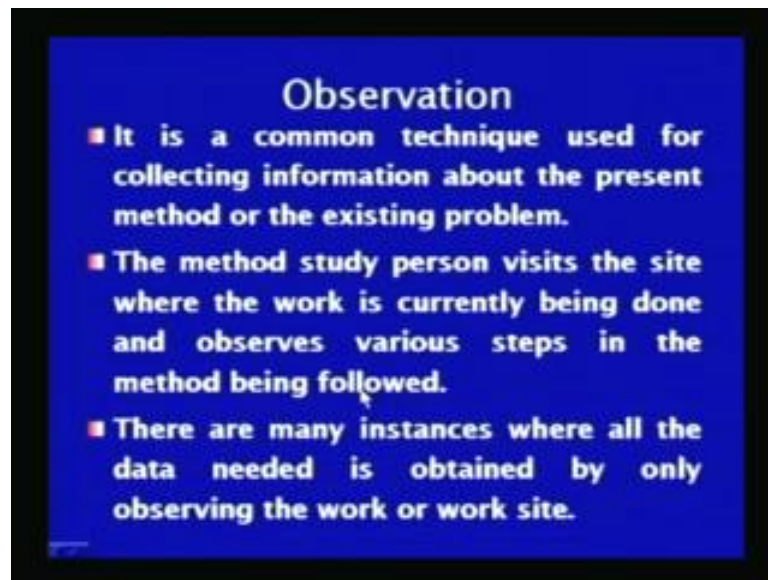 Observation
It is a common technique used for
collecting information about the present
method or the existing problem.
The method study person visits the site
where the work is currently being done
and observes various steps in the
method being followed.
There are many instances where all the
data needed is obtained by only
observing the work or work site.